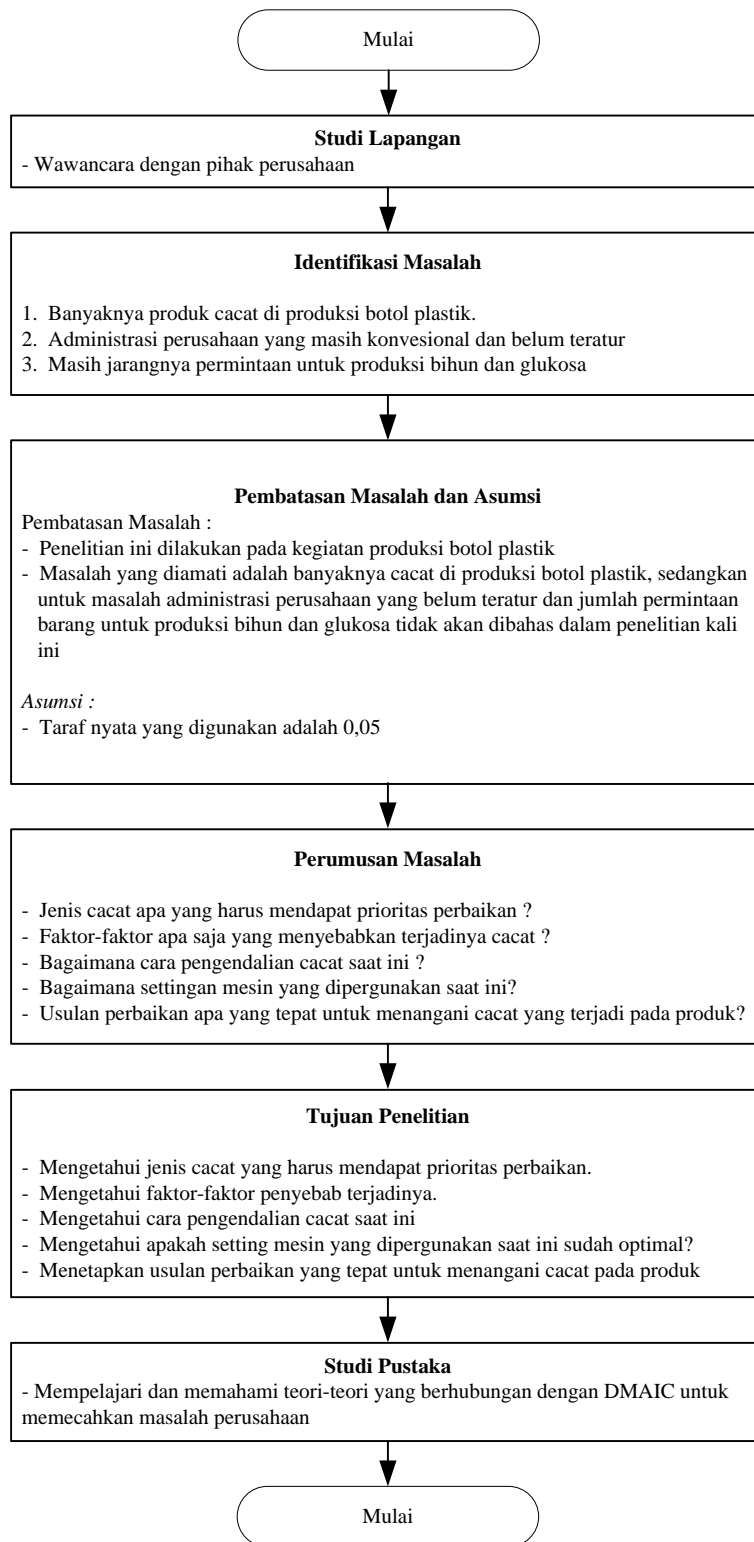 Mulai
Studi Lapangan
- Wawancara dengan pihak perusahaan
Identifikasi Masalah
1. Banyaknya produk cacat di produksi botol plastik.
2. Administrasi perusahaan yang masih konvesional dan belum teratur
3. Masih jarangnya permintaan untuk produksi bihun dan glukosa
Pembatasan Masalah dan Asumsi
Pembatasan Masalah :
- Penelitian ini dilakukan pada kegiatan produksi botol plastik
- Masalah yang diamati adalah banyaknya cacat di produksi botol plastik, sedangkan
untuk masalah administrasi perusahaan yang belum teratur dan jumlah permintaan
barang untuk produksi bihun dan glukosa tidak akan dibahas dalam penelitian kali
ini
Asumsi :
- Taraf nyata yang digunakan adalah 0,05
Perumusan Masalah
- Jenis cacat apa yang harus mendapat prioritas perbaikan ?
- Faktor-faktor apa saja yang menyebabkan terjadinya cacat ?
- Bagaimana cara pengendalian cacat saat ini ?
- Bagaimana settingan mesin yang dipergunakan saat ini?
- Usulan perbaikan apa yang tepat untuk menangani cacat yang terjadi pada produk?
Tujuan Penelitian
- Mengetahui jenis cacat yang harus mendapat prioritas perbaikan.
- Mengetahui faktor-faktor penyebab terjadinya.
- Mengetahui cara pengendalian cacat saat ini
- Mengetahui apakah setting mesin yang dipergunakan saat ini sudah optimal?
- Menetapkan usulan perbaikan yang tepat untuk menangani cacat pada produk
Studi Pustaka
- Mempelajari dan memahami teori-teori yang berhubungan dengan DMAIC untuk
memecahkan masalah perusahaan
Mulai